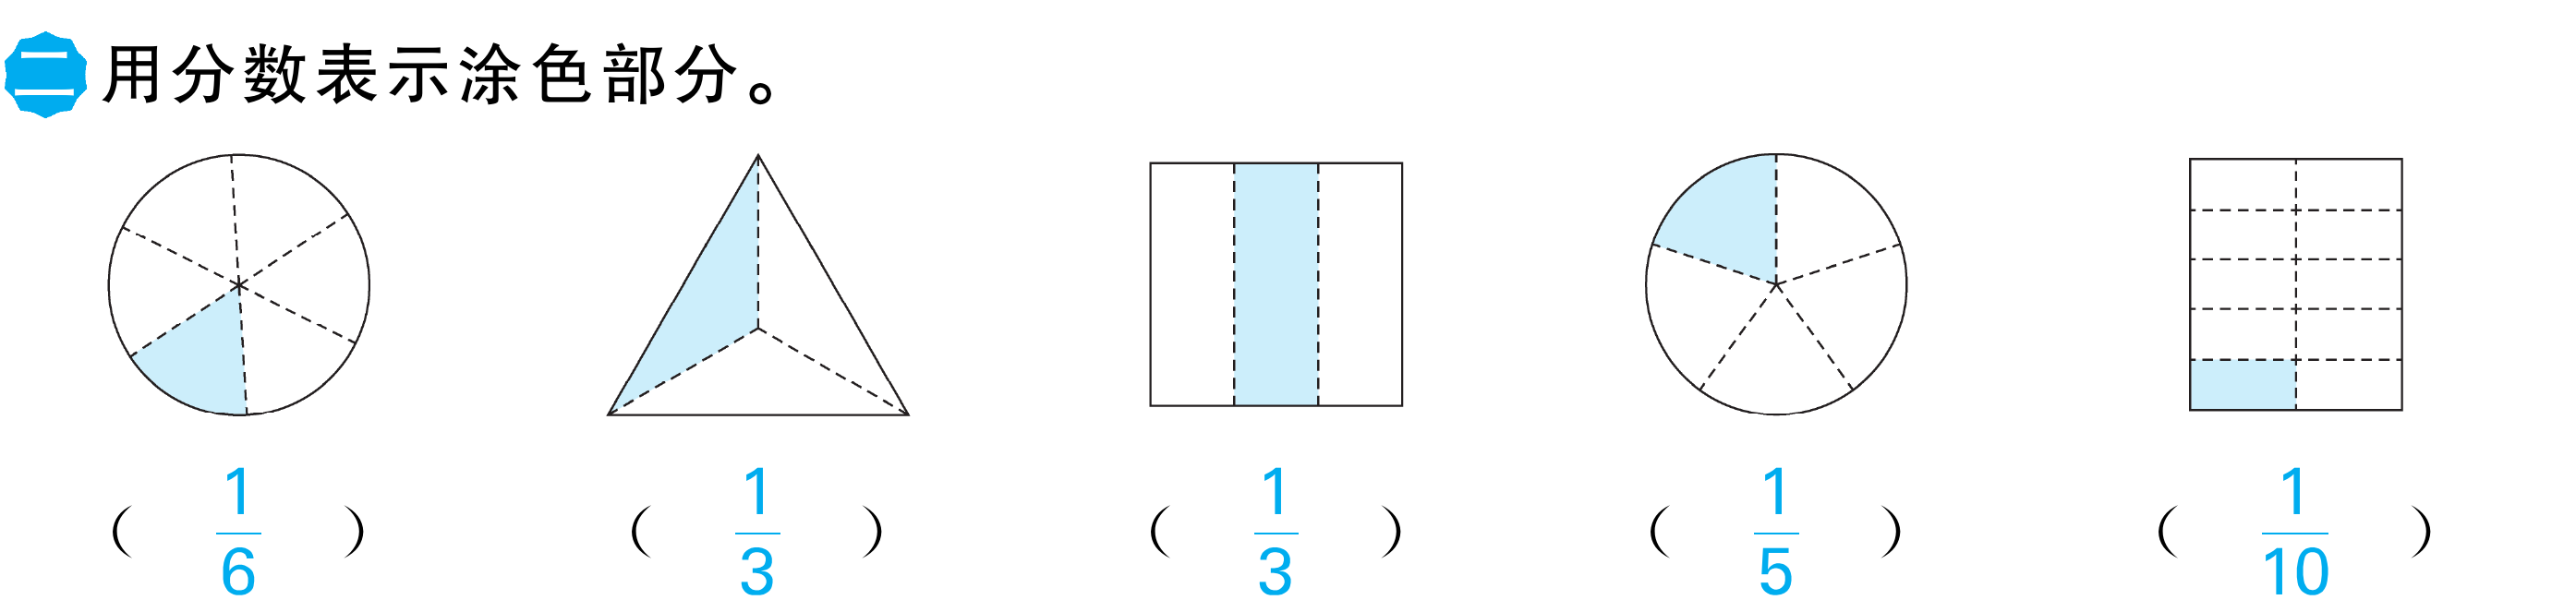 二 用分数表示涂色部分。
( 1/6 ) ( 1/3 ) ( 1/3 ) ( 1/5 ) ( 1/10 )